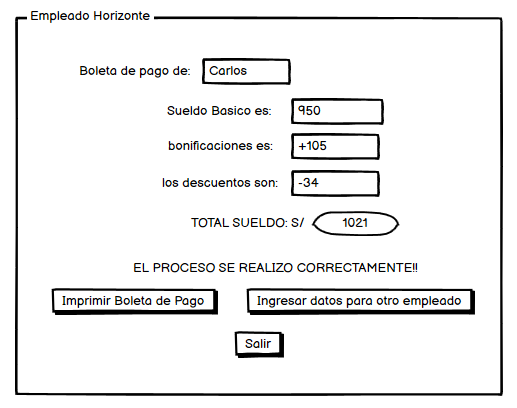 Empleado Horizonte
Boleta de pago de: Carlos
Sueldo Basico es: 950
bonificaciones es: +105
los descuentos son: -34
TOTAL SUELDO: S/ 1021
EL PROCESO SE REALIZO CORRECTAMENTE!!
Imprimir Boleta de Pago Ingresar datos para otro empleado
Salir